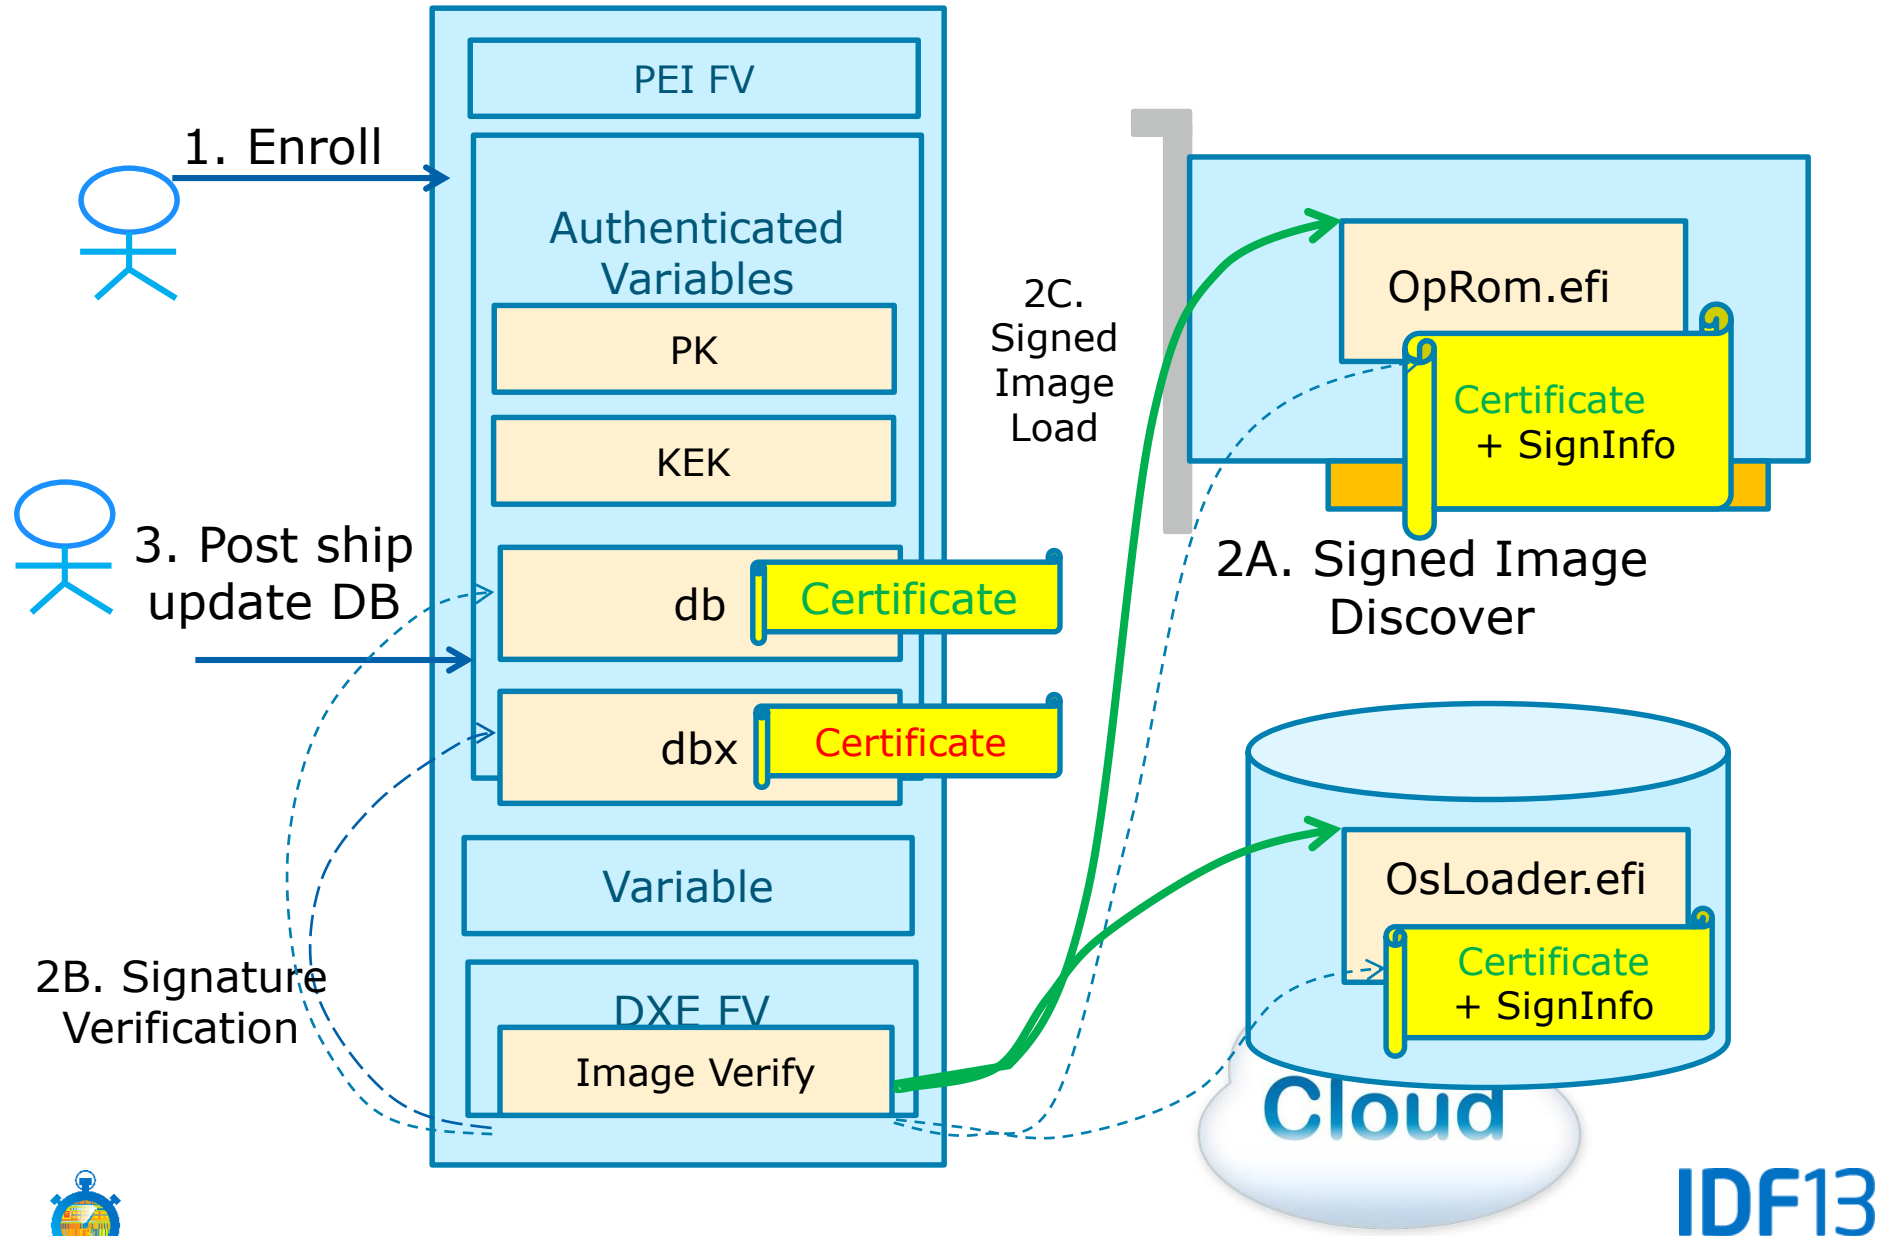 PEI FV
1. Enroll
Authenticated
Variables
PK
KEK
3. Post ship
update DB
db
Certificate
dbx
Certificate
Variable
2B. Signature
Verification
DXE FV
Image Verify
2C.
Signed
Image
Load
OpRom.efi
Certificate
+ SignInfo
2A. Signed Image
Discover
OsLoader.efi
Certificate
+ SignInfo
Cloud
IDF13